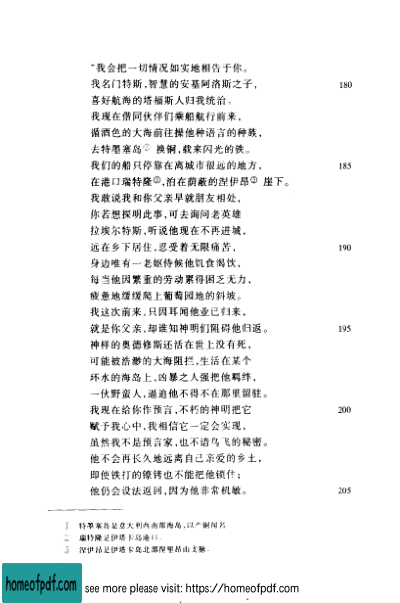 “我会把一切情况如实地相告于你。
我名门特斯，智慧的安基阿洛斯之子， 180
喜好航海的塔福斯人归我统治。
我现在偕同伙伴们乘船航行前来，
循酒色的大海前往操他种语言的种族，
去特墨塞岛① 换铜，载来闪光的铁。
我们的船只停靠在离城市很远的地方， 185
在港口瑞特隆②，泊在荫蔽的涅伊昂③ 崖下。
我敢说我和你父亲早就朋友相处，
你若想探明此事，可去询问老英雄
拉埃尔特斯，听说他现在不再进城，
远在乡下居住，忍受着无限痛苦， 190
身边唯有一老妪侍候他饥食渴饮，
每当他因繁重的劳动累得困乏无力，
疲惫地缓缓爬上葡萄园地的斜坡。
我这次前来，只因耳闻他业已归来，
就是你父亲，却谁知神明们阻碍他归返。 195
神样的奥德修斯还活在世上没有死，
可能被浩渺的大海阻拦，生活在某个
环水的海岛上，凶暴之人强把他羁绊，
一伙野蛮人，逼迫他不得不在那里留驻。
我现在给你作预言，不朽的神明把它 200
赋予我心中，我相信它一定会实现，
虽然我不是预言家，也不谙鸟飞的秘密。
他不会再长久地远离自己亲爱的乡土，
即使铁打的镣铐也不能把他锁住；
他仍会设法返回，因为他非常机敏。 205
① 特墨塞岛是意大利西南部海岛，以产铜闻名
② 瑞特隆是伊塔卡岛港口
③ 涅伊昂是伊塔卡岛北部涅里昂山支脉
homeofpdf.com see more please visit: https://homeofpdf.com